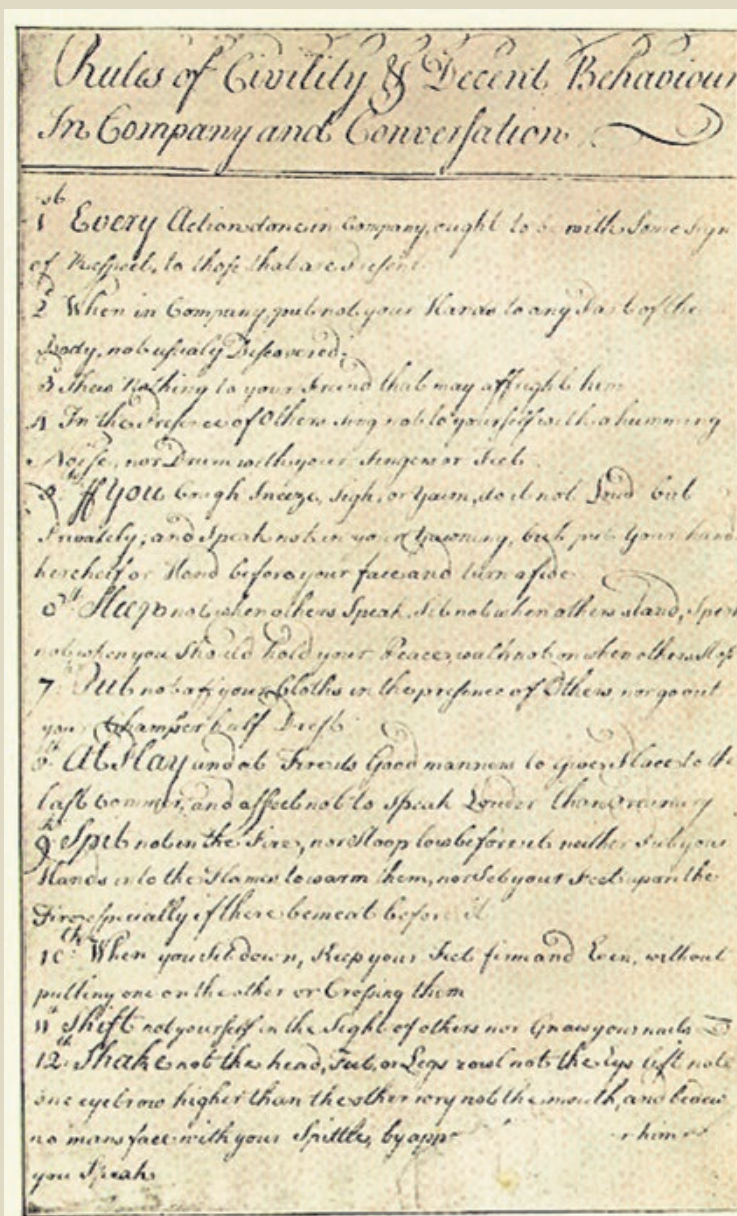 Rules of Civility & Decent Behaviour
In Company and Conversation
1st Every Action done in Company, ought to be with Some Sign
of Respect, to those that are Present.
2d When in Company, put not your Hands to any Part of the
Body, not usualy Discovered.
3 Shew Nothing to your Freind that may affright him
4 In the Presence of Others sing not to yourself with a humming
Noise, nor Drum with your Fingers or Feet
5th If You Cough, Sneeze, Sigh, or Yawn, do it not Loud but
Privately; and Speak not in your Yawning, but put Your hand
herchief or Hand before your face and turn aside
6th Sleep not when others Speak, Sit not when others stand, Speak
not when you Should hold your Peace, walk not on when others Stop
7th Put not off your Cloths in the presence of Others, nor go out
your Chamber half Drest
8th At Play and at Fire its Good manners to give Place to the
last Commer, and affect not to Speak Louder than ordinary
9th Spit not in the Fire, nor Stoop low before it neither Put your
Hands into the Flames to warm them, nor Set your Feet upon the
Fire especially if there be meat before it
10th When you Sit down, Keep your Feet firm and Even, without
putting one on the other or Crossing them
11th Shift not yourself in the Sight of others nor Gnaw your nails
12th Shake not the head, Feet, or Legs rowl not the Eys lift not
one eyebrow higher than the other wry not the mouth, and bedew
no mans face with your Spittle, by app r him
you Speak